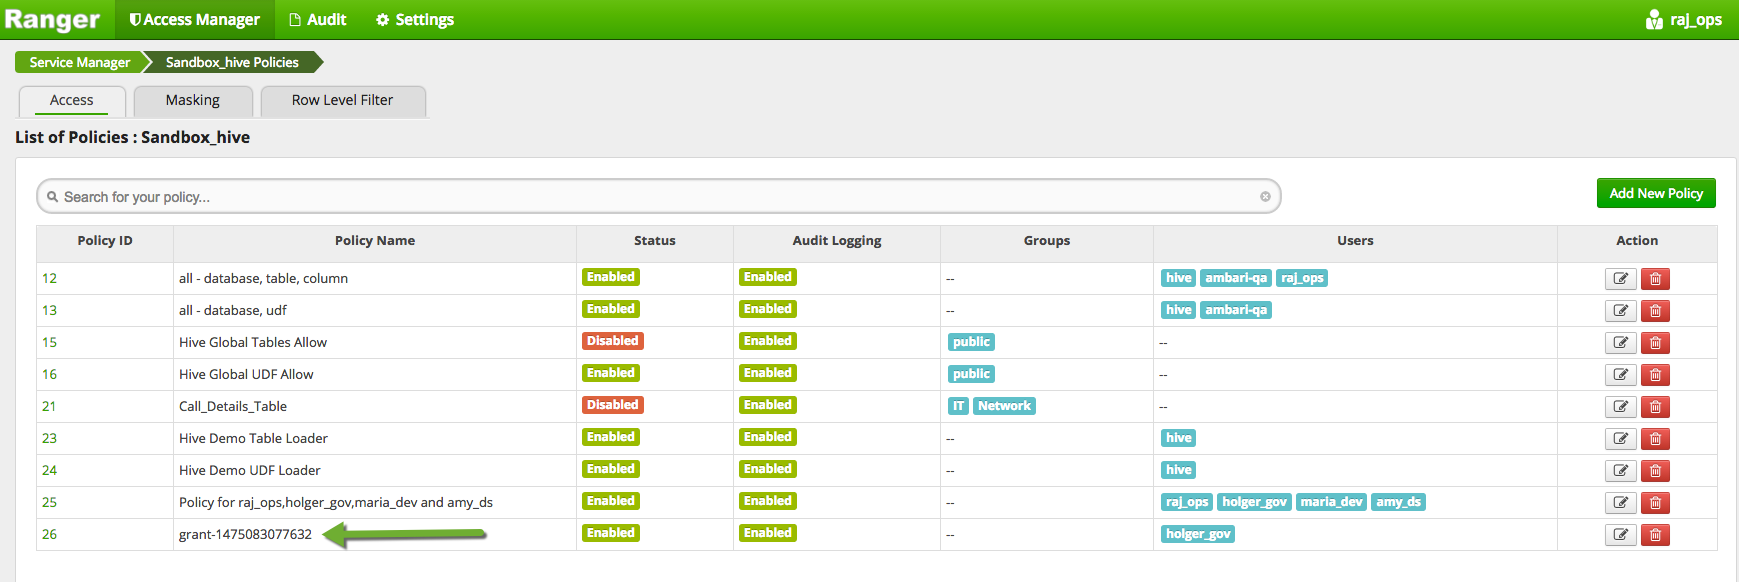 Ranger Access Manager Audit Settings raj_ops
Service Manager Sandbox_hive Policies
Access Masking Row Level Filter
List of Policies : Sandbox_hive
Search for your policy... Add New Policy
Policy ID Policy Name Status Audit Logging Groups Users Action
12 all - database, table, column Enabled Enabled -- hive ambari-qa raj_ops
13 all - database, udf Enabled Enabled -- hive ambari-qa
15 Hive Global Tables Allow Disabled Enabled public --
16 Hive Global UDF Allow Enabled Enabled public --
21 Call_Details_Table Disabled Enabled IT Network --
23 Hive Demo Table Loader Enabled Enabled -- hive
24 Hive Demo UDF Loader Enabled Enabled -- hive
25 Policy for raj_ops,holger_gov,maria_dev and amy_ds Enabled Enabled -- raj_ops holger_gov maria_dev amy_ds
26 grant-1475083077632 Enabled Enabled -- holger_gov